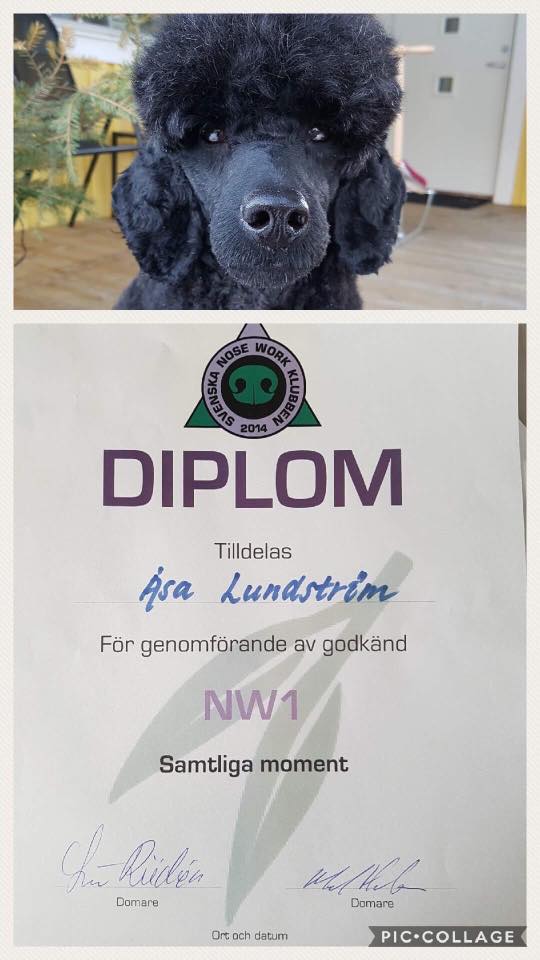 SVENSKA NOSE WORK KLUBBEN
2014
DIPLOM
Tilldelas
Åsa Lundström
För genomförande av godkänd
NW1
Samtliga moment
Domare
Domare
Ort och datum
PIC•COLLAGE